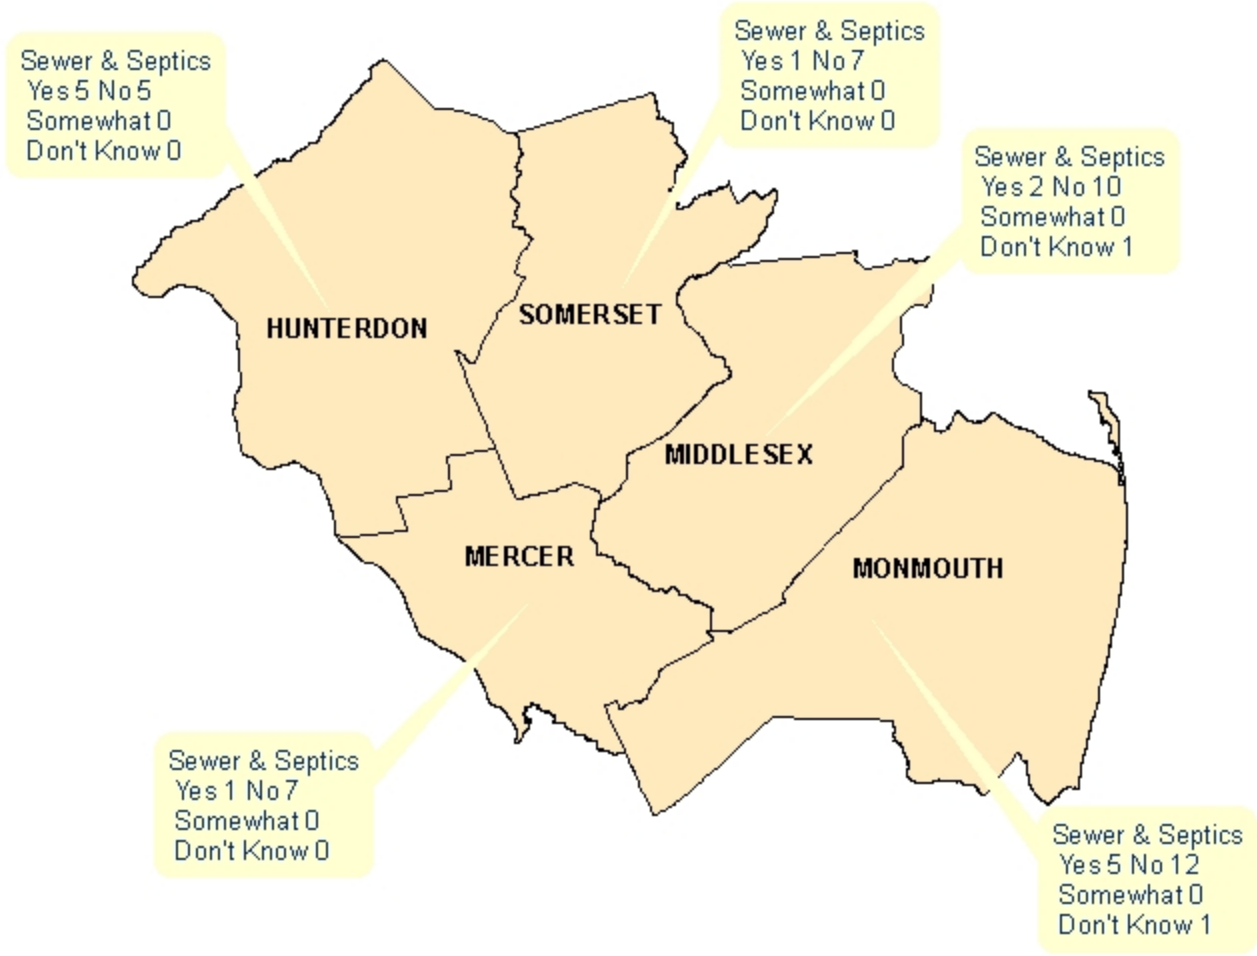 Sewer & Septics
Yes 5 No 5
Somewhat 0
Don't Know 0
Sewer & Septics
Yes 1 No 7
Somewhat 0
Don't Know 0
Sewer & Septics
Yes 2 No 10
Somewhat 0
Don't Know 1
HUNTERDON
SOMERSET
MIDDLESEX
MERCER
MONMOUTH
Sewer & Septics
Yes 1 No 7
Somewhat 0
Don't Know 0
Sewer & Septics
Yes 5 No 12
Somewhat 0
Don't Know 1